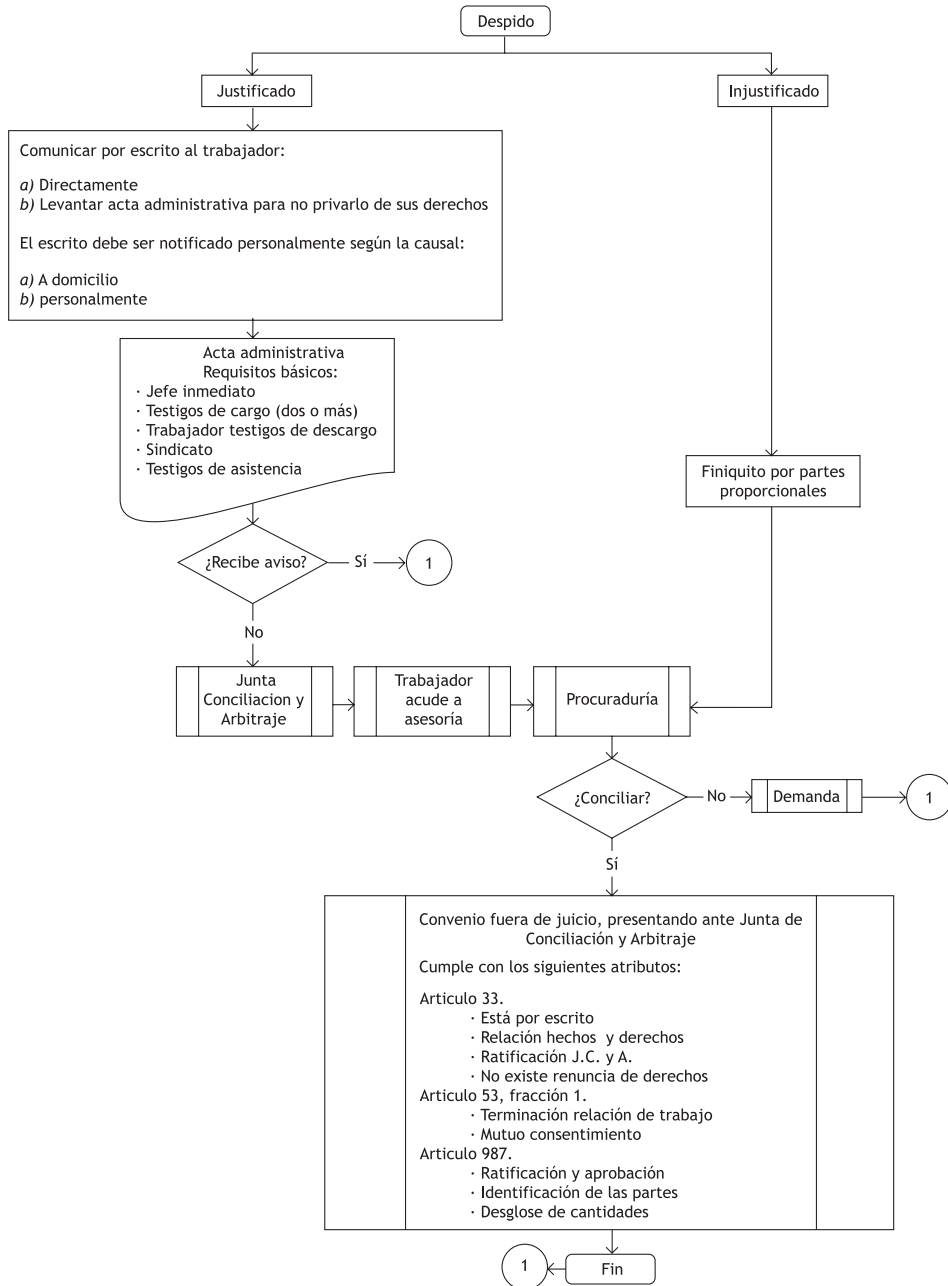 Despido
Justificado
Injustificado
Comunicar por escrito al trabajador:
a) Directamente
b) Levantar acta administrativa para no privarlo de sus derechos
El escrito debe ser notificado personalmente según la causal:
a) A domicilio
b) personalmente
Acta administrativa
Requisitos básicos:
· Jefe inmediato
· Testigos de cargo (dos o más)
· Trabajador testigos de descargo
· Sindicato
· Testigos de asistencia
Finiquito por partes
proporcionales
¿Recibe aviso?
Sí
1
No
Junta
Conciliacion y
Arbitraje
Trabajador
acude a
asesoría
Procuraduría
¿Conciliar?
No
Demanda
1
Sí
Convenio fuera de juicio, presentando ante Junta de
Conciliación y Arbitraje
Cumple con los siguientes atributos:
Articulo 33.
· Está por escrito
· Relación hechos y derechos
· Ratificación J.C. y A.
· No existe renuncia de derechos
Articulo 53, fracción 1.
· Terminación relación de trabajo
· Mutuo consentimiento
Articulo 987.
· Ratificación y aprobación
· Identificación de las partes
· Desglose de cantidades
1
Fin